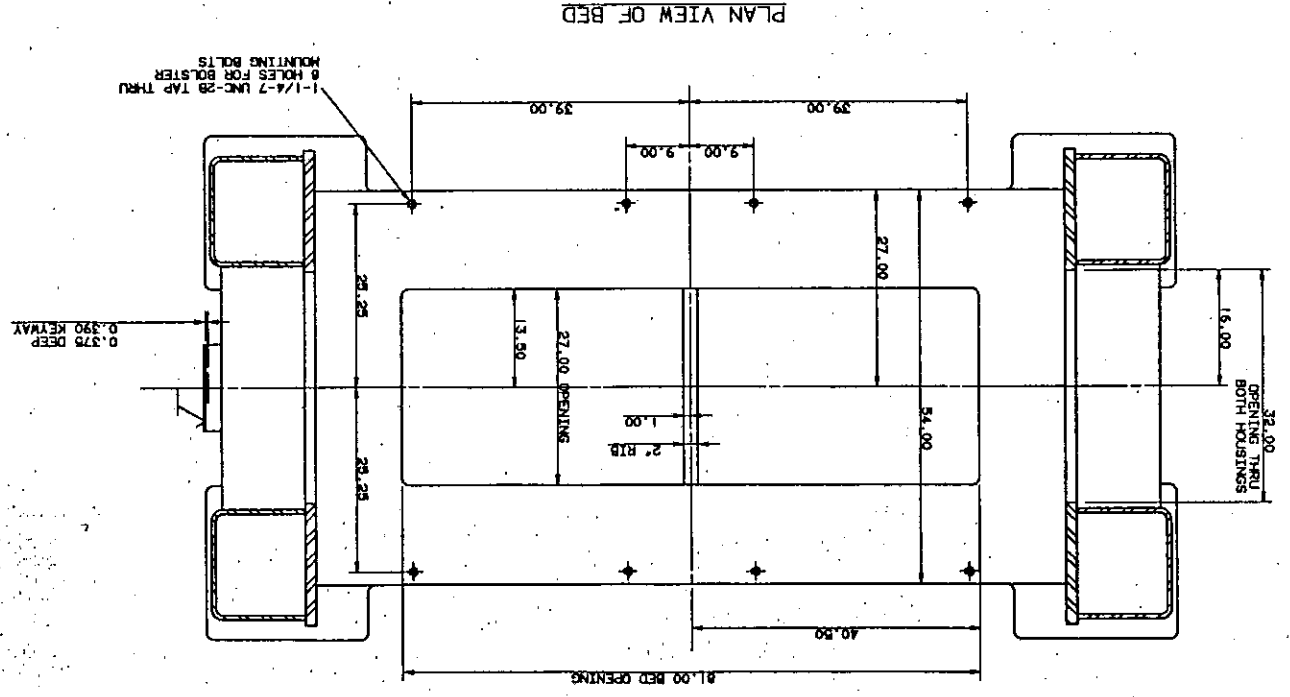 81.00 BED OPENING
40.50
25.25
2" RIB
1.00
54.00
32.00
OPENING THRU
BOTH HOUSINGS
27.00 OPENING
13.50
16.00
0.375 DEEP
0.390 KEYWAY
25.25
27.00
9.00
9.00
39.00
39.00
1-1/4-7 UNC-2B TAP THRU
8 HOLES FOR BOLSTER
MOUNTING BOLTS
PLAN VIEW OF BED